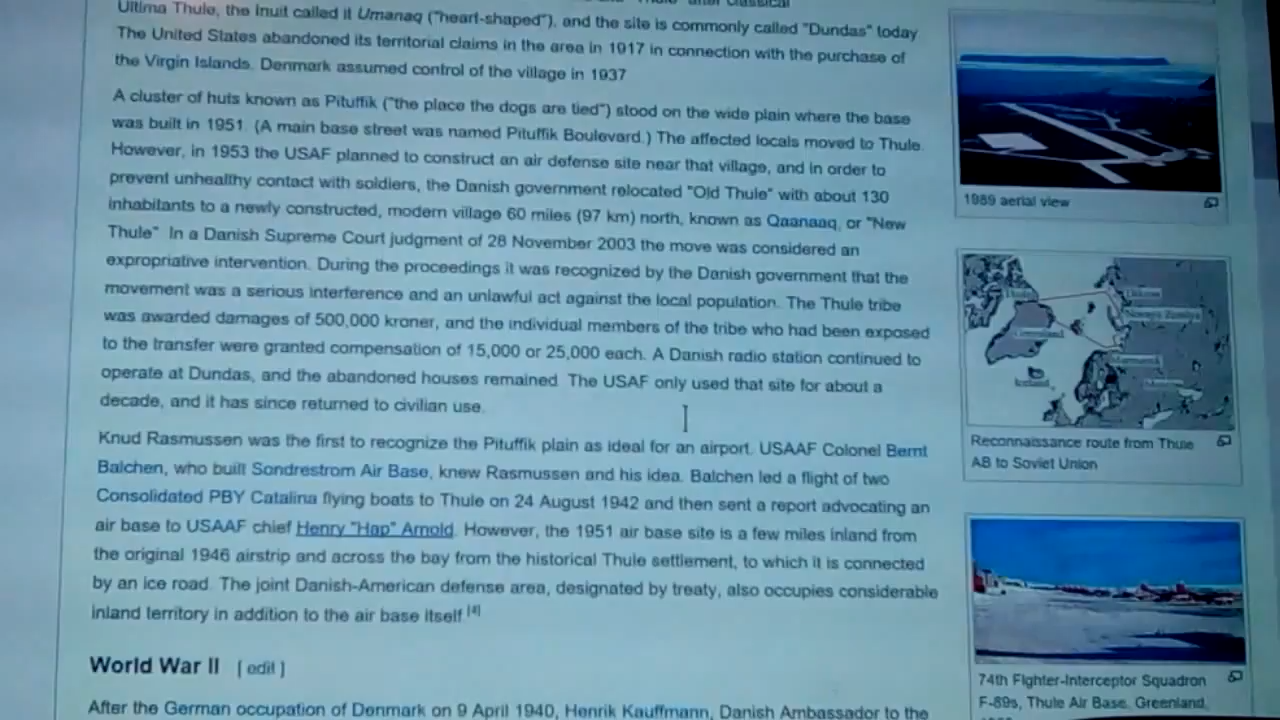 Ultima Thule, the Inuit called it Umanaq ("heart-shaped"), and the site is commonly called "Dundas" today
The United States abandoned its territorial claims in the area in 1917 in connection with the purchase of
the Virgin Islands. Denmark assumed control of the village in 1937
A cluster of huts known as Pituffik ("the place the dogs are tied") stood on the wide plain where the base
was built in 1951. (A main base street was named Pituffik Boulevard.) The affected locals moved to Thule.
However, in 1953 the USAF planned to construct an air defense site near that village, and in order to
prevent unhealthy contact with soldiers, the Danish government relocated "Old Thule" with about 130
inhabitants to a newly constructed, modern village 60 miles (97 km) north, known as Qaanaaq, or "New
Thule" In a Danish Supreme Court judgment of 28 November 2003 the move was considered an
expropriative intervention. During the proceedings it was recognized by the Danish government that the
movement was a serious interference and an unlawful act against the local population. The Thule tribe
was awarded damages of 500,000 kroner, and the individual members of the tribe who had been exposed
to the transfer were granted compensation of 15,000 or 25,000 each. A Danish radio station continued to
operate at Dundas, and the abandoned houses remained. The USAF only used that site for about a
decade, and it has since returned to civilian use.
Knud Rasmussen was the first to recognize the Pituffik plain as ideal for an airport. USAAF Colonel Bernt
Balchen, who built Sondrestrom Air Base, knew Rasmussen and his idea. Balchen led a flight of two
Consolidated PBY Catalina flying boats to Thule on 24 August 1942 and then sent a report advocating an
air base to USAAF chief Henry "Hap" Arnold. However, the 1951 air base site is a few miles inland from
the original 1946 airstrip and across the bay from the historical Thule settlement, to which it is connected
by an ice road. The joint Danish-American defense area, designated by treaty, also occupies considerable
inland territory in addition to the air base itself.[4]
World War II [ edit ]
After the German occupation of Denmark on 9 April 1940, Henrik Kauffmann, Danish Ambassador to the
1989 aerial view
Greenland
Novaya Zemlya
Murmansk
Iceland
Reconnaissance route from Thule
AB to Soviet Union
74th Fighter-Interceptor Squadron
F-89s, Thule Air Base, Greenland,